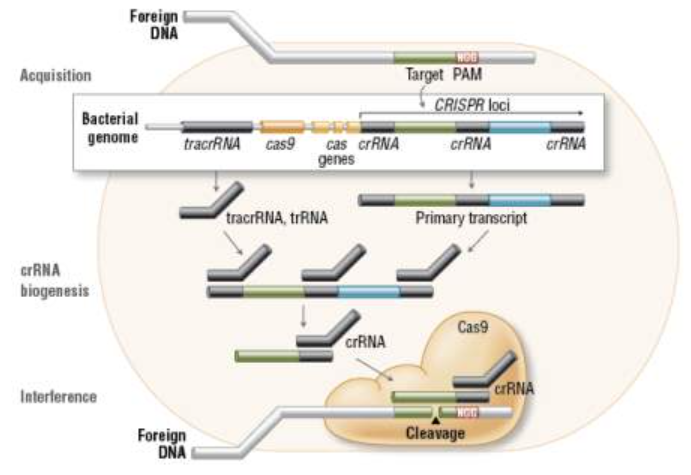 Foreign
DNA
NGG
Acquisition
Target PAM
CRISPR loci
Bacterial
genome
tracrRNA cas9 cas
genes crRNA crRNA crRNA
tracrRNA, trRNA
Primary transcript
crRNA
biogenesis
crRNA
Cas9
Interference
crRNA
NGG
Cleavage
Foreign
DNA